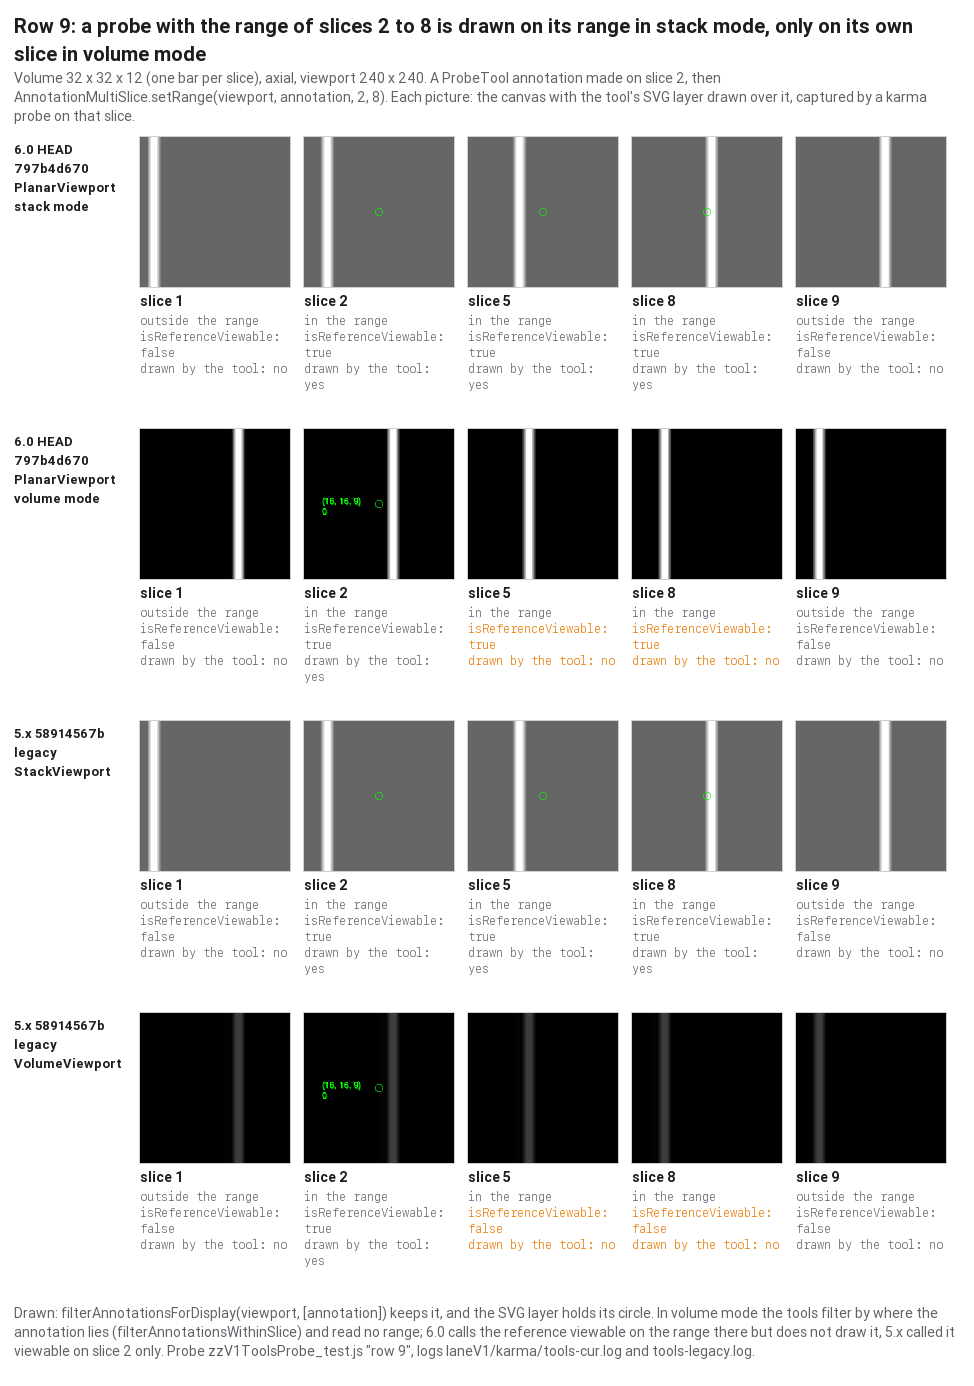 Row 9: a probe with the range of slices 2 to 8 is drawn on its range in stack mode, only on its own
slice in volume mode
Volume 32 x 32 x 12 (one bar per slice), axial, viewport 240 x 240. A ProbeTool annotation made on slice 2, then
AnnotationMultiSlice.setRange(viewport, annotation, 2, 8). Each picture: the canvas with the tool's SVG layer drawn over it, captured by a karma
probe on that slice.
6.0 HEAD
797b4d670
PlanarViewport
stack mode
slice 1
outside the range
isReferenceViewable:
false
drawn by the tool: no
slice 2
in the range
isReferenceViewable:
true
drawn by the tool:
yes
slice 5
in the range
isReferenceViewable:
true
drawn by the tool:
yes
slice 8
in the range
isReferenceViewable:
true
drawn by the tool:
yes
slice 9
outside the range
isReferenceViewable:
false
drawn by the tool: no
6.0 HEAD
797b4d670
PlanarViewport
volume mode
slice 1
outside the range
isReferenceViewable:
false
drawn by the tool: no
(16, 16, 9)
0
slice 2
in the range
isReferenceViewable:
true
drawn by the tool:
yes
slice 5
in the range
isReferenceViewable:
true
drawn by the tool: no
slice 8
in the range
isReferenceViewable:
true
drawn by the tool: no
slice 9
outside the range
isReferenceViewable:
false
drawn by the tool: no
5.x 58914567b
legacy
StackViewport
slice 1
outside the range
isReferenceViewable:
false
drawn by the tool: no
slice 2
in the range
isReferenceViewable:
true
drawn by the tool:
yes
slice 5
in the range
isReferenceViewable:
true
drawn by the tool:
yes
slice 8
in the range
isReferenceViewable:
true
drawn by the tool:
yes
slice 9
outside the range
isReferenceViewable:
false
drawn by the tool: no
5.x 58914567b
legacy
VolumeViewport
slice 1
outside the range
isReferenceViewable:
false
drawn by the tool: no
(16, 16, 9)
0
slice 2
in the range
isReferenceViewable:
true
drawn by the tool:
yes
slice 5
in the range
isReferenceViewable:
false
drawn by the tool: no
slice 8
in the range
isReferenceViewable:
false
drawn by the tool: no
slice 9
outside the range
isReferenceViewable:
false
drawn by the tool: no
Drawn: filterAnnotationsForDisplay(viewport, [annotation]) keeps it, and the SVG layer holds its circle. In volume mode the tools filter by where the
annotation lies (filterAnnotationsWithinSlice) and read no range; 6.0 calls the reference viewable on the range there but does not draw it, 5.x called it
viewable on slice 2 only. Probe zzV1ToolsProbe_test.js "row 9", logs laneV1/karma/tools-cur.log and tools-legacy.log.